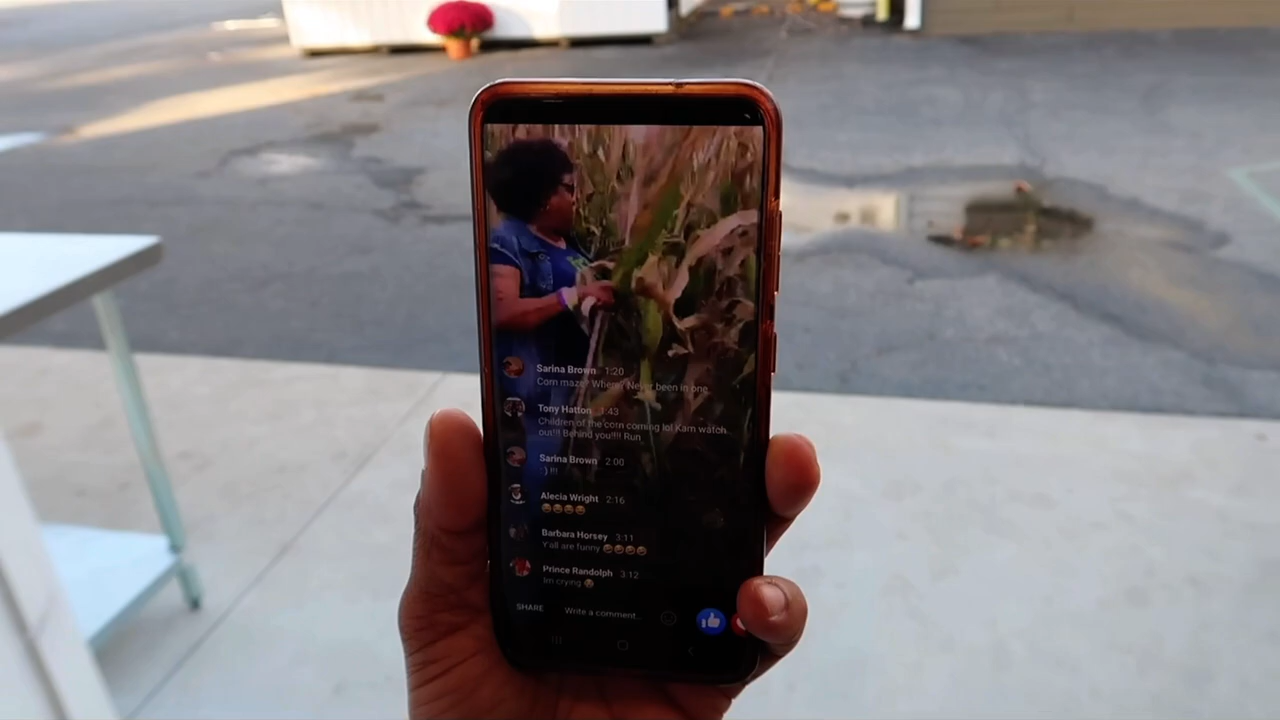 Sarina Brown 1:20
Corn maze? Where? Never been in one.
Tony Hatton 1:43
Children of the corn coming lol Karn watch
out!!! Behind you!!!! Run
Sarina Brown 2:00
:) !!!
Alecia Wright 2:16
😂😂😂😂
Barbara Horsey 3:11
Y'all are funny 🤣🤣🤣🤣
Prince Randolph 3:12
Im crying 😂
SHARE Write a comment...